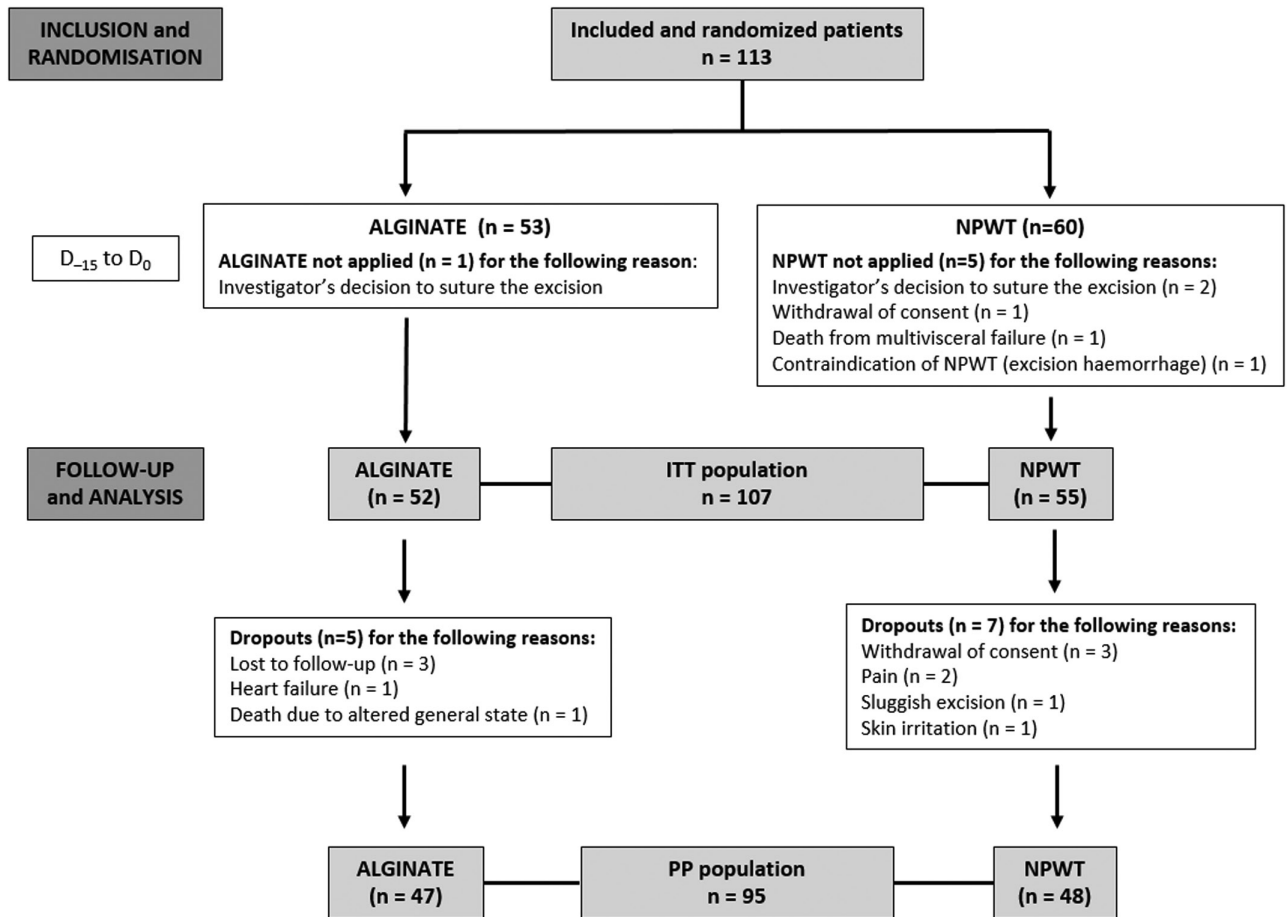 INCLUSION and
RANDOMISATION
Included and randomized patients
n = 113
D₋₁₅ to D₀
ALGINATE (n = 53)
ALGINATE not applied (n = 1) for the following reason:
Investigator's decision to suture the excision
NPWT (n=60)
NPWT not applied (n=5) for the following reasons:
Investigator's decision to suture the excision (n = 2)
Withdrawal of consent (n = 1)
Death from multivisceral failure (n = 1)
Contraindication of NPWT (excision haemorrhage) (n = 1)
FOLLOW-UP
and ANALYSIS
ALGINATE
(n = 52)
ITT population
n = 107
NPWT
(n = 55)
Dropouts (n=5) for the following reasons:
Lost to follow-up (n = 3)
Heart failure (n = 1)
Death due to altered general state (n = 1)
Dropouts (n = 7) for the following reasons:
Withdrawal of consent (n = 3)
Pain (n = 2)
Sluggish excision (n = 1)
Skin irritation (n = 1)
ALGINATE
(n = 47)
PP population
n = 95
NPWT
(n = 48)